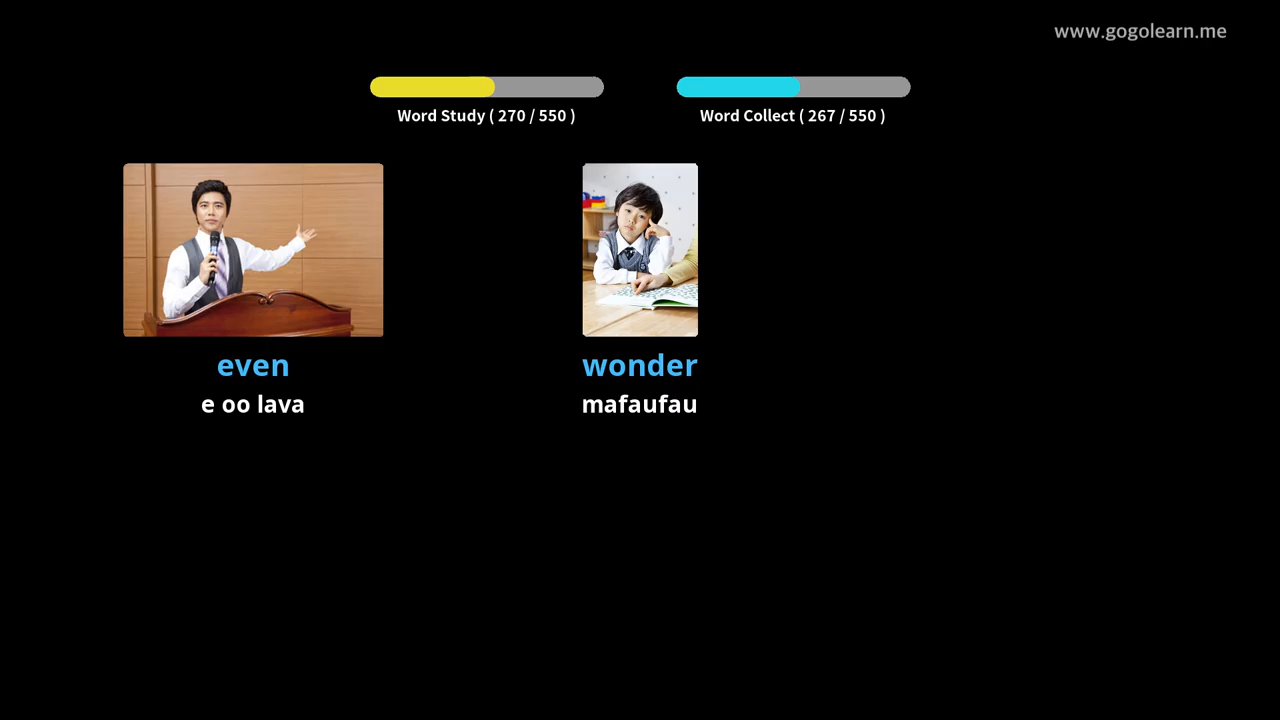 www.gogolearn.me
Word Study ( 270 / 550 )
Word Collect ( 267 / 550 )
even
e oo lava
wonder
mafaufau